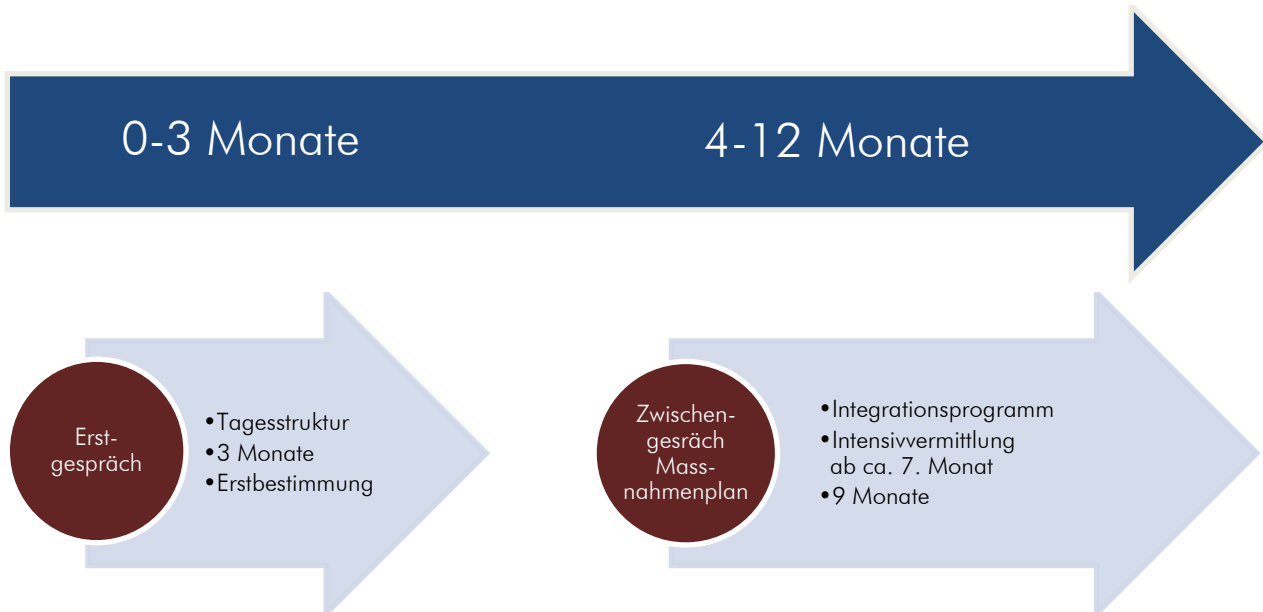 0-3 Monate
4-12 Monate
Erst-
gespräch
•Tagesstruktur
•3 Monate
•Erstbestimmung
Zwischen-
gesräch
Mass-
nahmenplan
•Integrationsprogramm
•Intensivvermittlung
ab ca. 7. Monat
•9 Monate